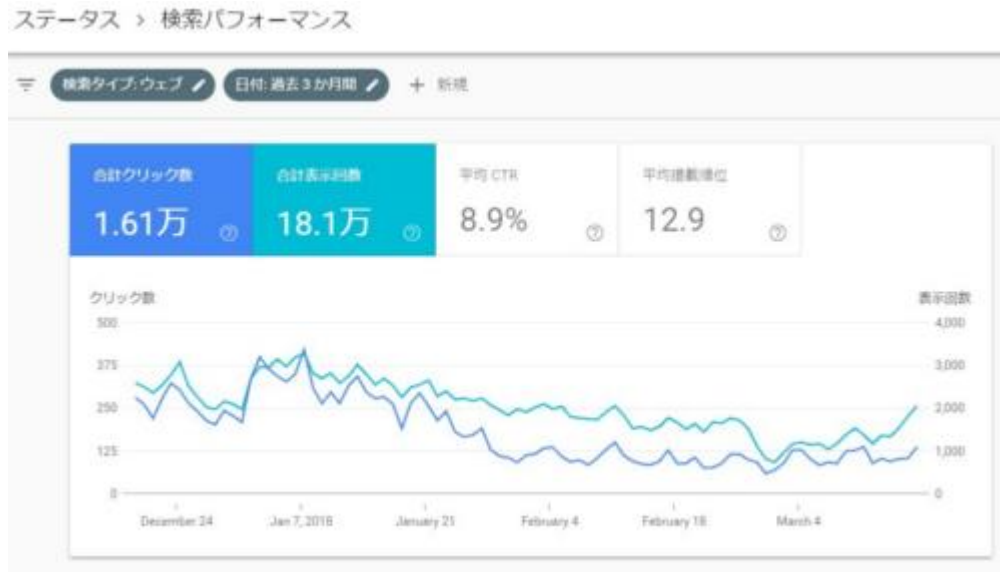 ステータス > 検索パフォーマンス
検索タイプ: ウェブ 日付: 過去 3 か月間 + 新規
合計クリック数 合計表示回数 平均 CTR 平均掲載順位
1.61万 18.1万 8.9% 12.9
クリック数 表示回数
500 4,000
375 3,000
250 2,000
125 1,000
0 0
December 24 Jan 7, 2018 January 21 February 4 February 18 March 4